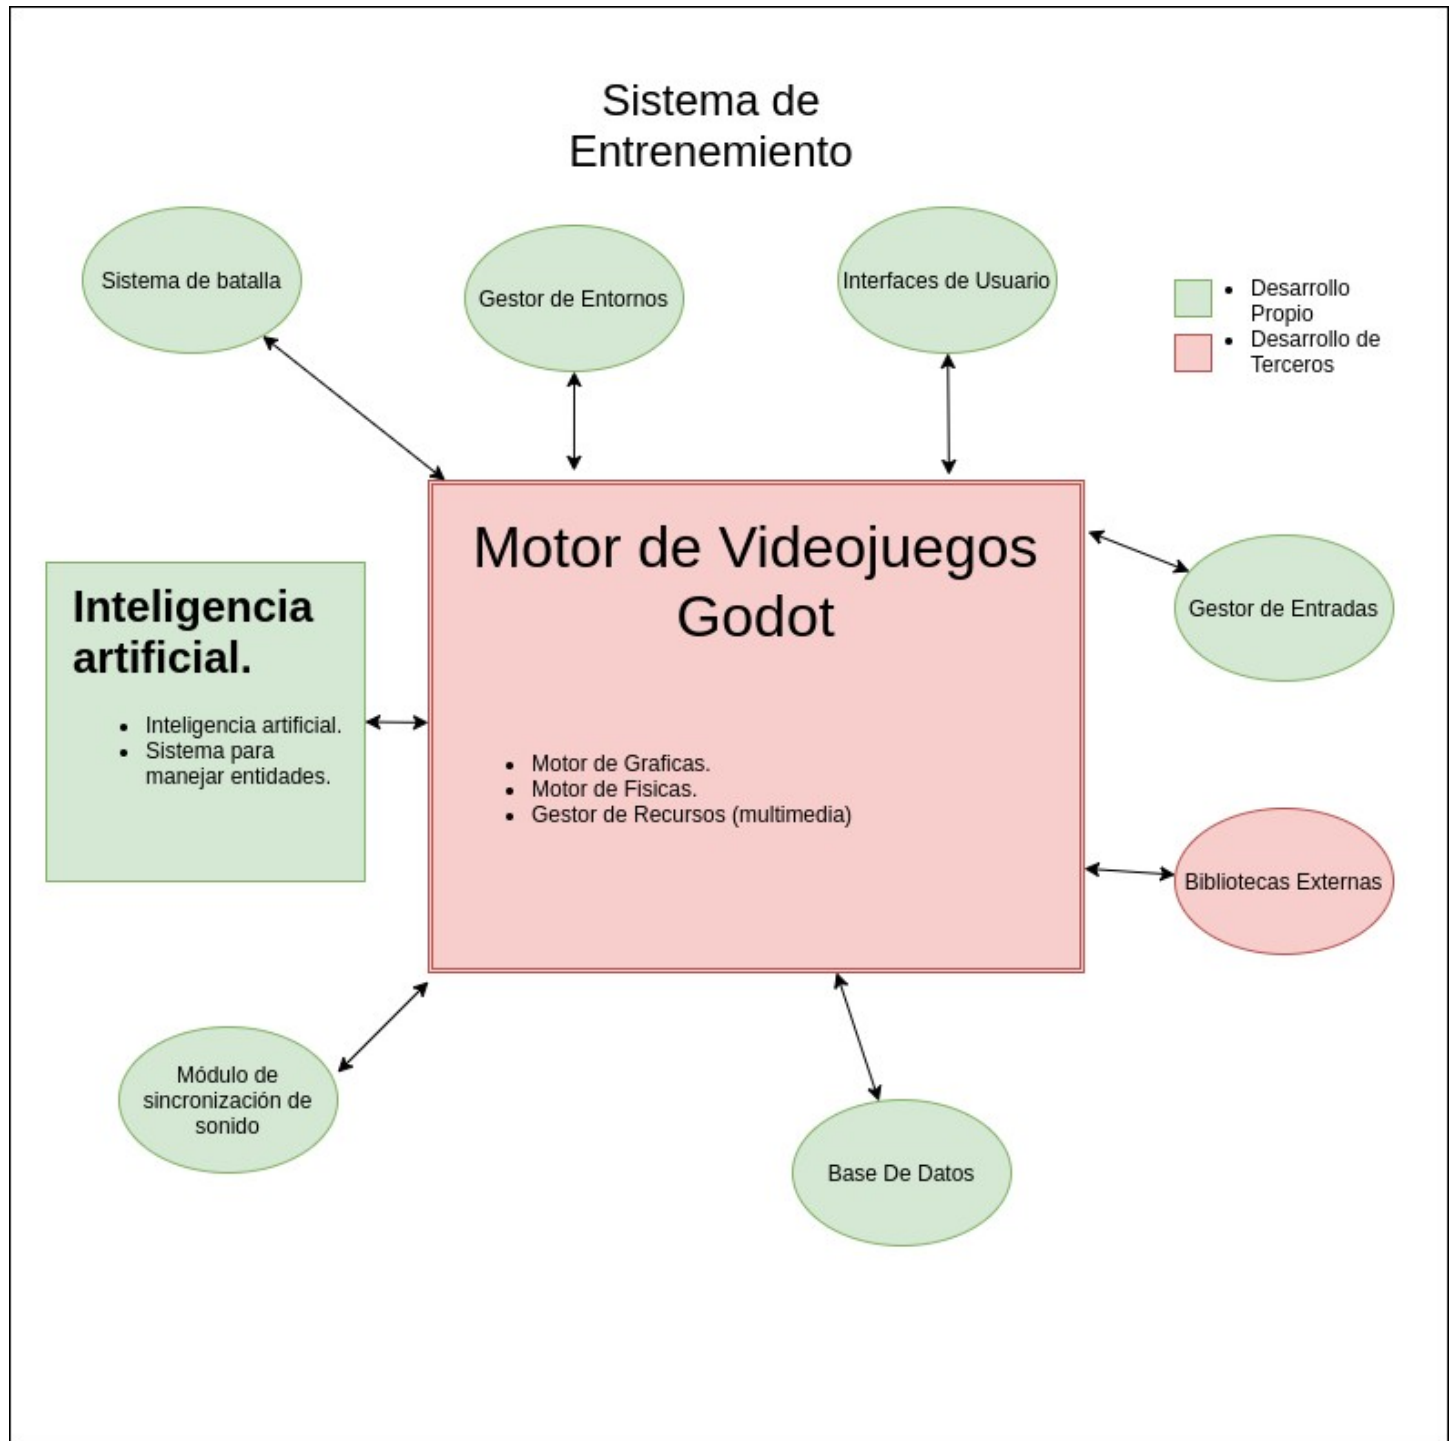 Sistema de
Entrenemiento
Sistema de batalla
Gestor de Entornos
Interfaces de Usuario
• Desarrollo
Propio
• Desarrollo de
Terceros
Motor de Videojuegos
Godot
• Motor de Graficas.
• Motor de Fisicas.
• Gestor de Recursos (multimedia)
Inteligencia
artificial.
• Inteligencia artificial.
• Sistema para
manejar entidades.
Gestor de Entradas
Bibliotecas Externas
Módulo de
sincronización de
sonido
Base De Datos